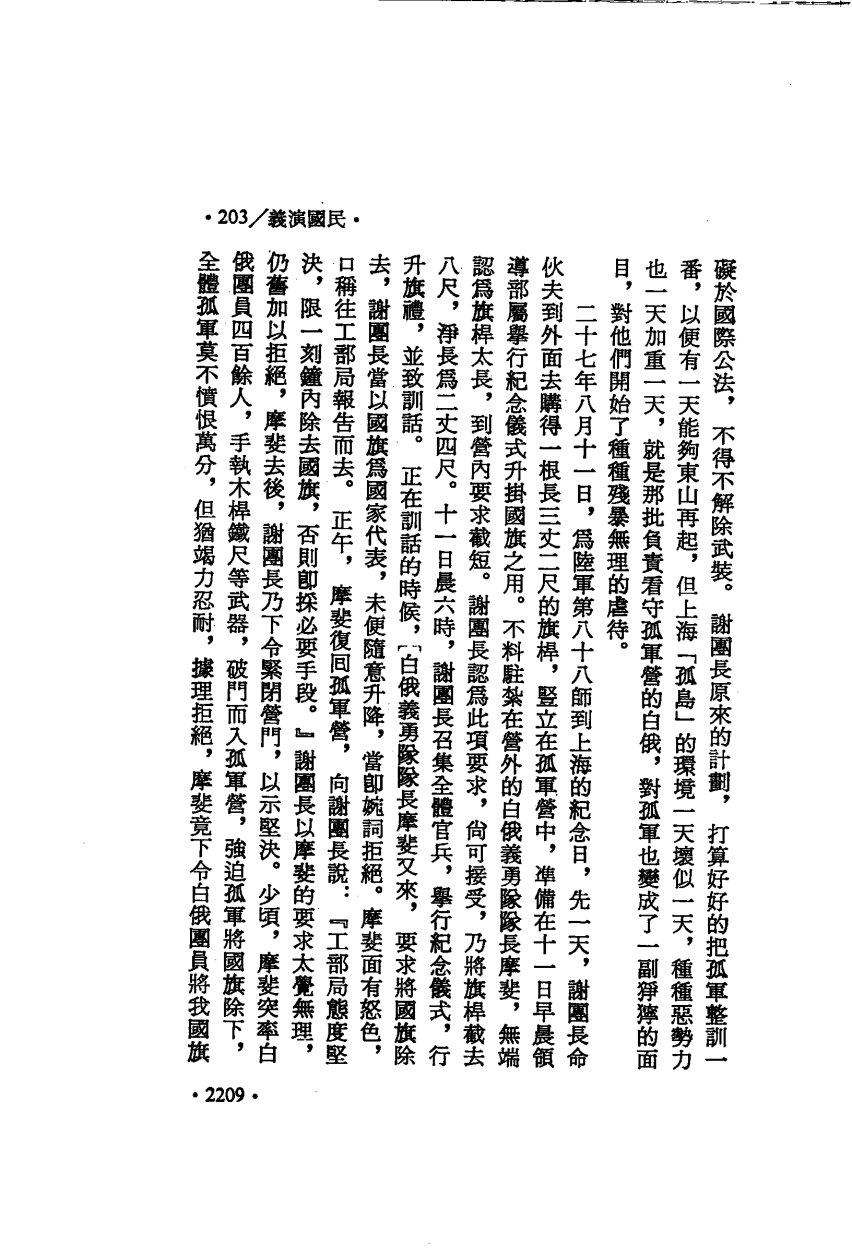 •203/義演國民•
礙於國際公法，不得不解除武裝。謝團長原來的計劃，打算好好的把孤軍整訓一
番，以便有一天能夠東山再起，但上海「孤島」的環境一天壞似一天，種種惡勢力
也一天加重一天，就是那批負責看守孤軍營的白俄，對孤軍也變成了一副猙獰的面
目，對他們開始了種種殘暴無理的虐待。
二十七年八月十一日，爲陸軍第八十八師到上海的紀念日，先一天，謝團長命
伙夫到外面去購得一根長三丈二尺的旗桿，豎立在孤軍營中，準備在十一日早晨領
導部屬舉行紀念儀式升掛國旗之用。不料駐紮在營外的白俄義勇隊隊長摩斐，無端
認爲旗桿太長，到營內要求截短。謝團長認爲此項要求，尙可接受，乃將旗桿截去
八尺，淨長爲二丈四尺。十一日晨六時，謝團長召集全體官兵，舉行紀念儀式，行
升旗禮，並致訓話。正在訓話的時候，「白俄義勇隊隊長摩斐又來，要求將國旗除
去，謝團長當以國旗爲國家代表，未便隨意升降，當卽婉詞拒絕。摩斐面有怒色，
口稱往工部局報告而去。正午，摩斐復回孤軍營，向謝團長說：『工部局態度堅
決，限一刻鐘內除去國旗，否則卽採必要手段。』謝團長以摩斐的要求太覺無理，
仍舊加以拒絕，摩斐去後，謝團長乃下令緊閉營門，以示堅決。少頃，摩斐突率白
俄團員四百餘人，手執木桿鐵尺等武器，破門而入孤軍營，強迫孤軍將國旗除下，
全體孤軍莫不憤恨萬分，但猶竭力忍耐，據理拒絕，摩斐竟下令白俄團員將我國旗
•2209•